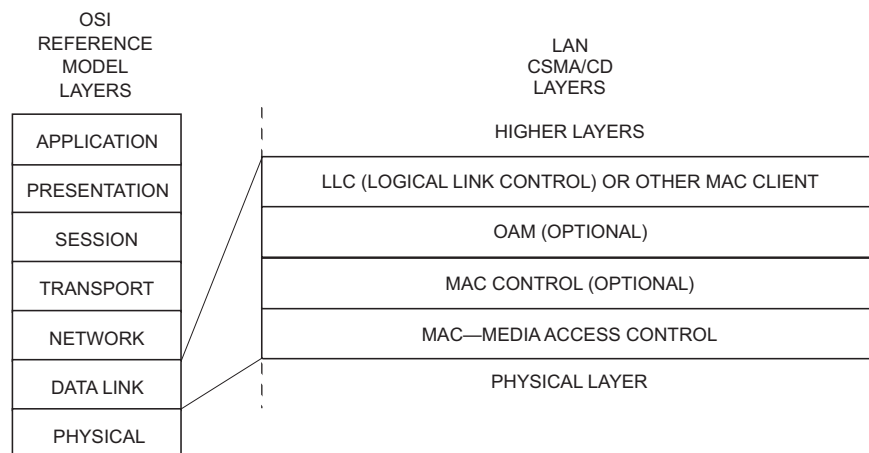 OSI
REFERENCE
MODEL
LAYERS
APPLICATION
PRESENTATION
SESSION
TRANSPORT
NETWORK
DATA LINK
PHYSICAL
LAN
CSMA/CD
LAYERS
HIGHER LAYERS
LLC (LOGICAL LINK CONTROL) OR OTHER MAC CLIENT
OAM (OPTIONAL)
MAC CONTROL (OPTIONAL)
MAC—MEDIA ACCESS CONTROL
PHYSICAL LAYER